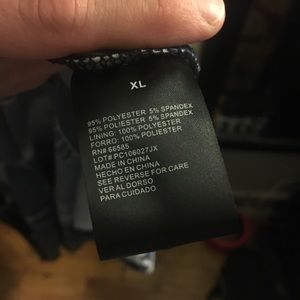 XL
95% POLYESTER 5% SPANDEX
95% POLIESTER 5% SPANDEX
LINING: 100% POLYESTER
FORRO: 100% POLIESTER
RN# 66585
LOT# PC106027JX
MADE IN CHINA
HECHO EN CHINA
SEE REVERSE FOR CARE
VER AL DORSO
PARA CUIDADO